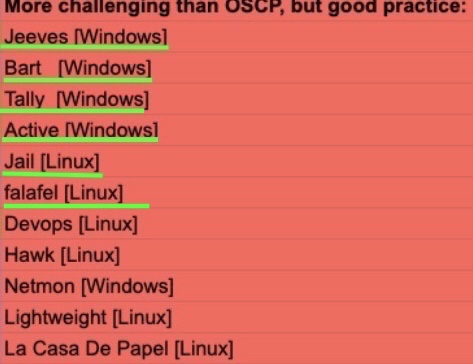 More challenging than OSCP, but good practice:
Jeeves [Windows]
Bart [Windows]
Tally [Windows]
Active [Windows]
Jail [Linux]
falafel [Linux]
Devops [Linux]
Hawk [Linux]
Netmon [Windows]
Lightweight [Linux]
La Casa De Papel [Linux]